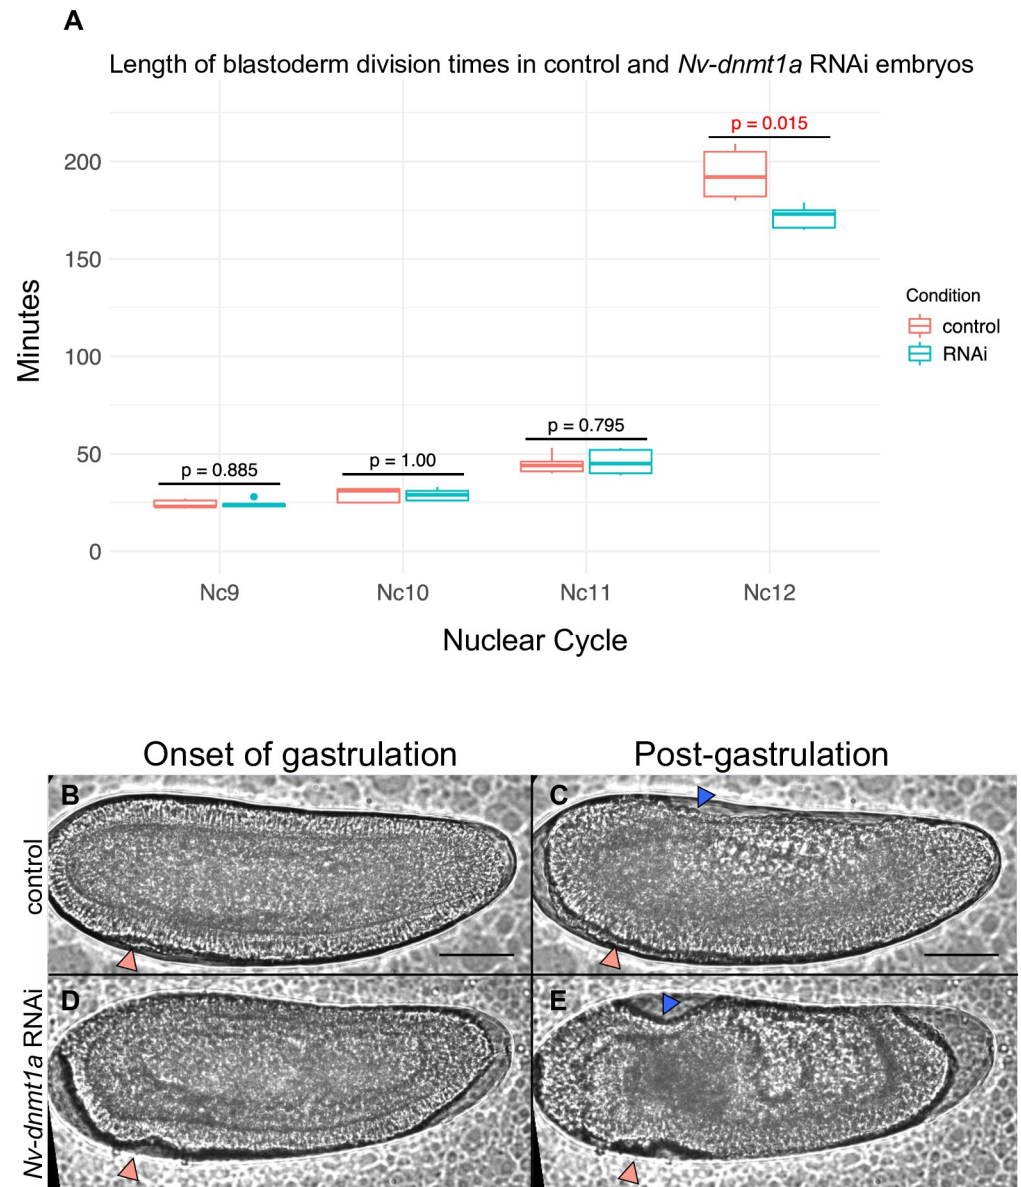 A
Length of blastoderm division times in control and Nv-dnmt1a RNAi embryos
p = 0.015
200
150
Minutes
100
50
0
p = 0.885
p = 1.00
p = 0.795
Condition
control
RNAi
Nc9
Nc10
Nc11
Nc12
Nuclear Cycle
Onset of gastrulation
Post-gastrulation
control
B
C
Nv-dnmt1a RNAi
D
E